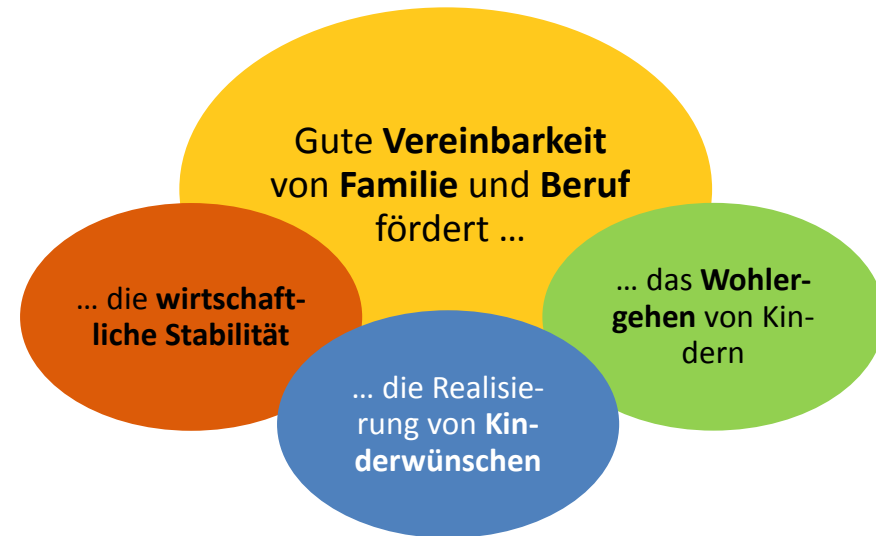 Gute Vereinbarkeit
von Familie und Beruf
fördert …
… die wirtschaft-
liche Stabilität
… die Realisie-
rung von Kin-
derwünschen
… das Wohler-
gehen von Kin-
dern